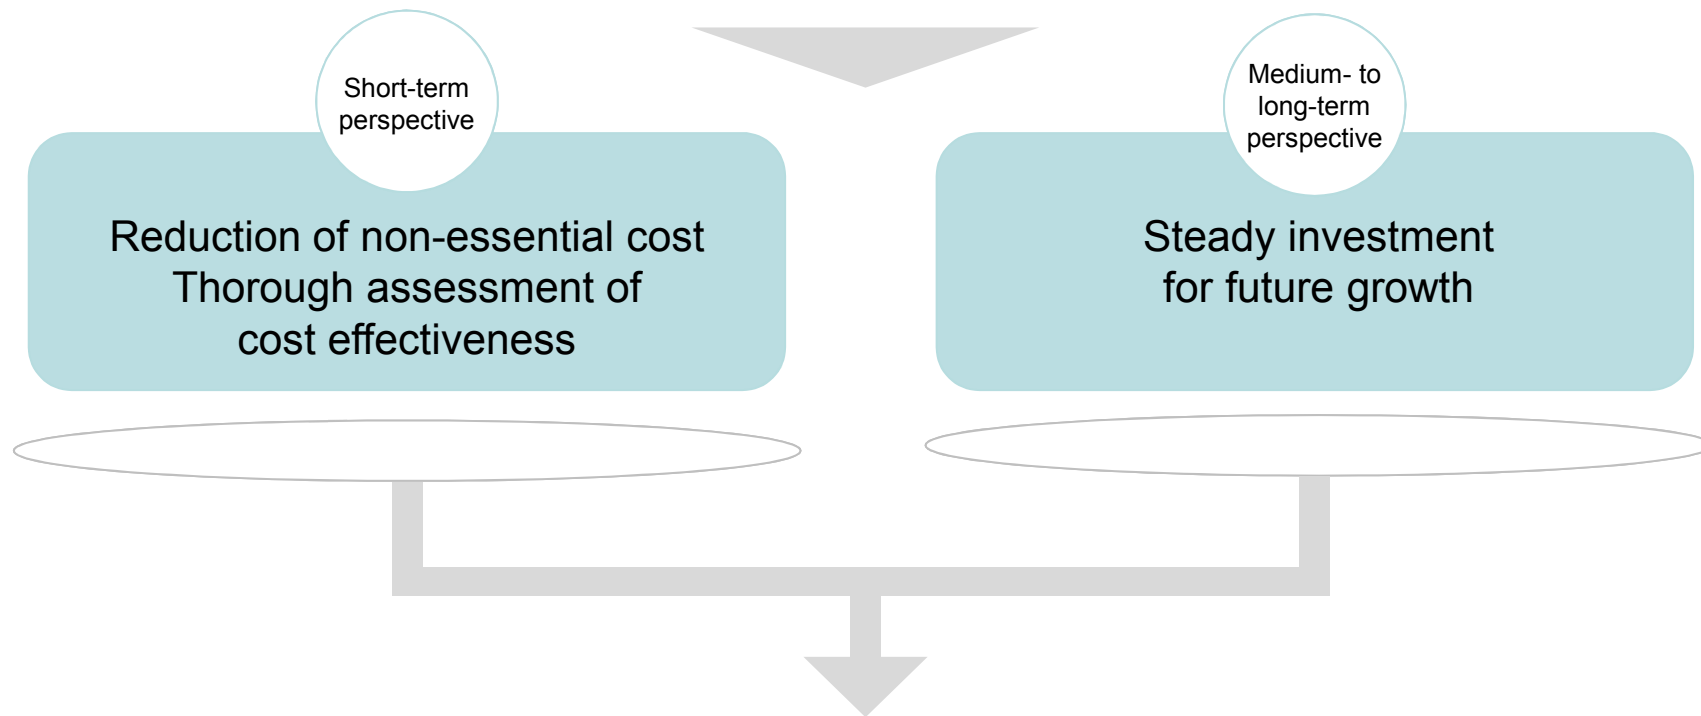 Short-term
perspective
Reduction of non-essential cost
Thorough assessment of
cost effectiveness
Medium- to
long-term
perspective
Steady investment
for future growth